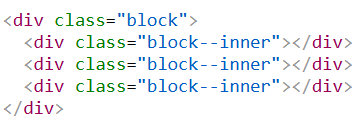 <div class="block">
  <div class="block--inner"></div>
  <div class="block--inner"></div>
  <div class="block--inner"></div>
</div>